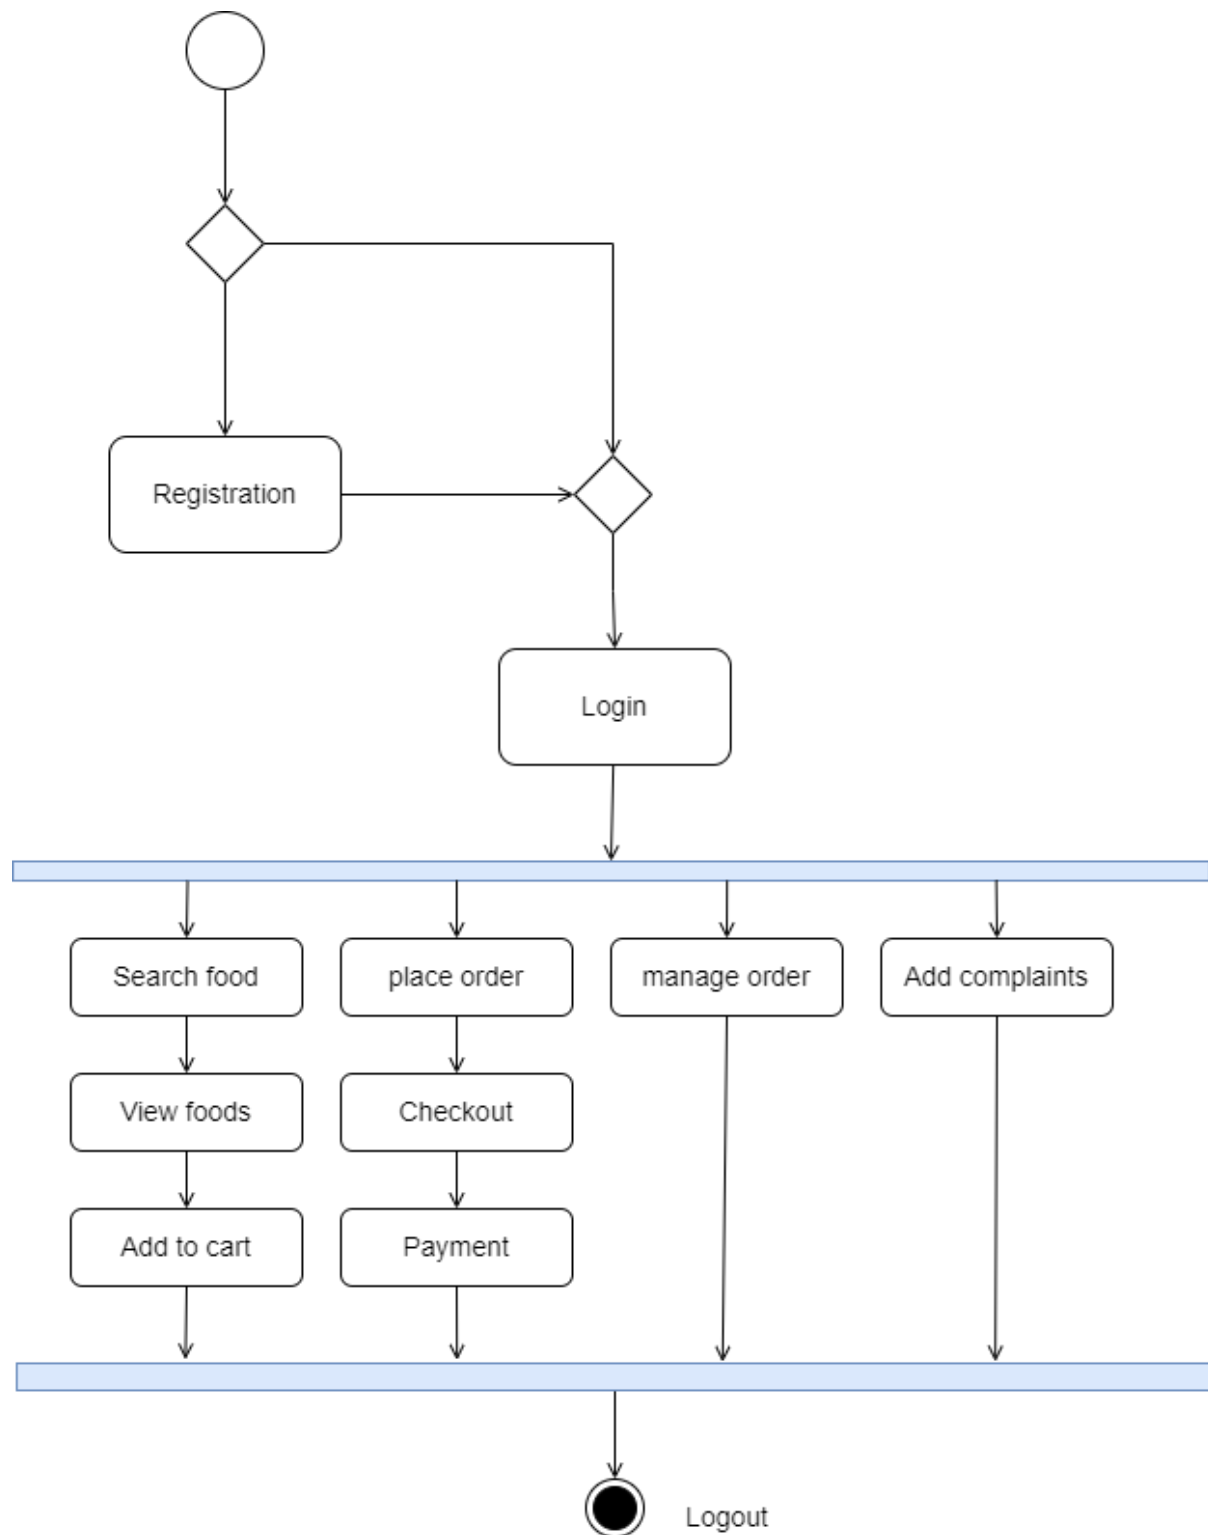 Registration
Login
Search food
place order
manage order
Add complaints
View foods
Checkout
Add to cart
Payment
Logout